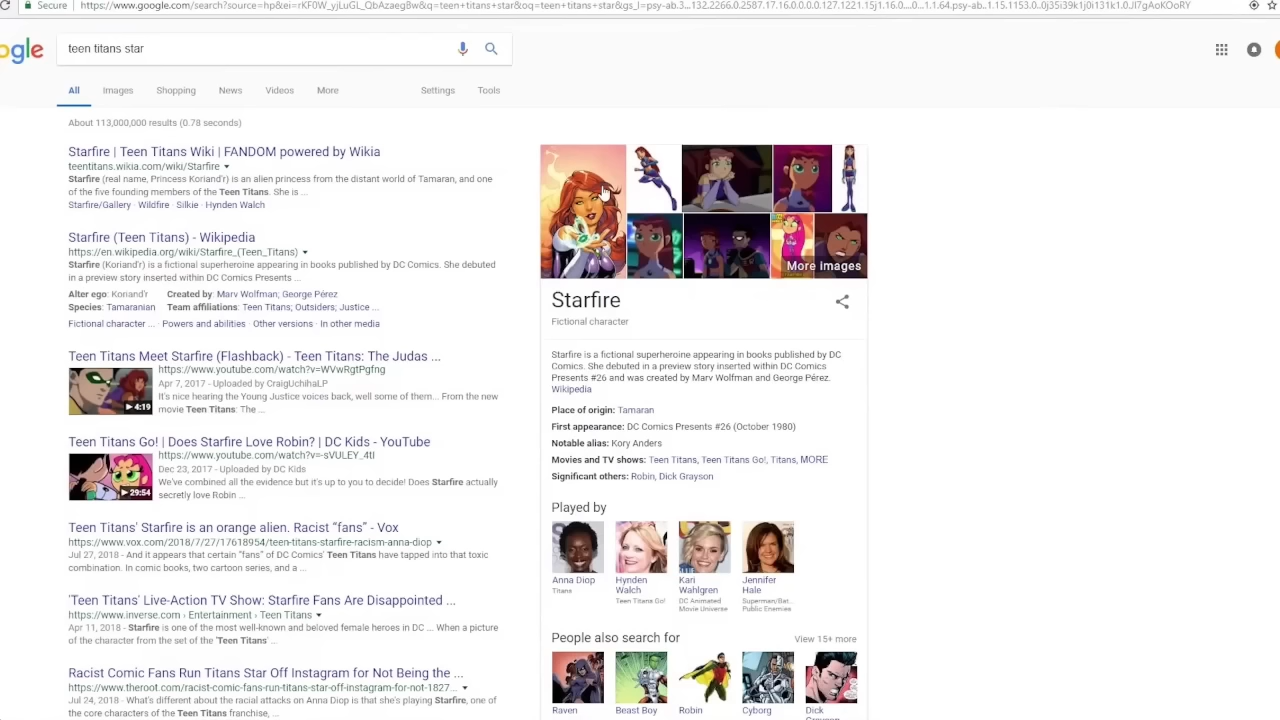 Secure
https://www.google.com/search?source=hp&ei=rKF0W_yjLuGL_QbAzaeg8w&q=teen+titans+star&oq=teen+titans+star&gs_l=psy-ab.3...132.2266.0.2587.17.16.0.0.0.0.127.1221.15j1.16.0....0...1.1.64.psy-ab..1.15.1153.0..0j35i39k1j0i131k1.0.JI7gAoKOoRY
ogle
teen titans star
All Images Shopping News Videos More Settings Tools
About 113,000,000 results (0.78 seconds)
Starfire | Teen Titans Wiki | FANDOM powered by Wikia
teentitans.wikia.com/wiki/Starfire
Starfire (real name, Princess Koriand'r) is an alien princess from the distant world of Tamaran, and one
of the five founding members of the Teen Titans. She is ...
Starfire/Gallery · Wildfire · Silkie · Hynden Walch
Starfire (Teen Titans) - Wikipedia
https://en.wikipedia.org/wiki/Starfire_(Teen_Titans)
Starfire (Koriand'r) is a fictional superheroine appearing in books published by DC Comics. She debuted
in a preview story inserted within DC Comics Presents ...
Alter ego: Koriand'r Created by: Marv Wolfman; George Pérez
Species: Tamaranian Team affiliations: Teen Titans; Outsiders; Justice ...
Fictional character ... · Powers and abilities · Other versions · In other media
Teen Titans Meet Starfire (Flashback) - Teen Titans: The Judas ...
https://www.youtube.com/watch?v=WVwRgtPgfng
Apr 7, 2017 - Uploaded by CraigUchihaLP
It's nice hearing the Young Justice voices back, well some of them... From the new
movie Teen Titans: The ...
4:19
Teen Titans Go! | Does Starfire Love Robin? | DC Kids - YouTube
https://www.youtube.com/watch?v=-sVULEY_4tI
Dec 23, 2017 - Uploaded by DC Kids
We've combined all the evidence but it's up to you to decide! Does Starfire actually
secretly love Robin ...
29:54
Teen Titans' Starfire is an orange alien. Racist “fans” - Vox
https://www.vox.com/2018/7/27/17618954/teen-titans-starfire-racism-anna-diop
Jul 27, 2018 - And it appears that certain “fans” of DC Comics' Teen Titans have tapped into that toxic
combination. In comic books, two cartoon series, and a ...
'Teen Titans' Live-Action TV Show: Starfire Fans Are Disappointed ...
https://www.inverse.com › Entertainment › Teen Titans
Apr 11, 2018 - Starfire is one of the most well-known and beloved female heroes in DC ... When a picture
of the character from the set of the 'Teen Titans' ...
Racist Comic Fans Run Titans Star Off Instagram for Not Being the ...
https://www.theroot.com/racist-comic-fans-run-titans-star-off-instagram-for-not-1827...
Jul 24, 2018 - What's different about the racial attacks on Anna Diop is that she's playing Starfire, one of
the core characters of the Teen Titans franchise, ...
More images
Starfire
Fictional character
Starfire is a fictional superheroine appearing in books published by DC
Comics. She debuted in a preview story inserted within DC Comics
Presents #26 and was created by Marv Wolfman and George Pérez.
Wikipedia
Place of origin: Tamaran
First appearance: DC Comics Presents #26 (October 1980)
Notable alias: Kory Anders
Movies and TV shows: Teen Titans, Teen Titans Go!, Titans, MORE
Significant others: Robin, Dick Grayson
Played by
Anna Diop
Titans
Hynden
Walch
Teen Titans Go!
Kari
Wahlgren
DC Animated
Movie Universe
Jennifer
Hale
Superman/Bat...
Public Enemies
People also search for View 15+ more
Raven Beast Boy Robin Cyborg Dick
Grayson